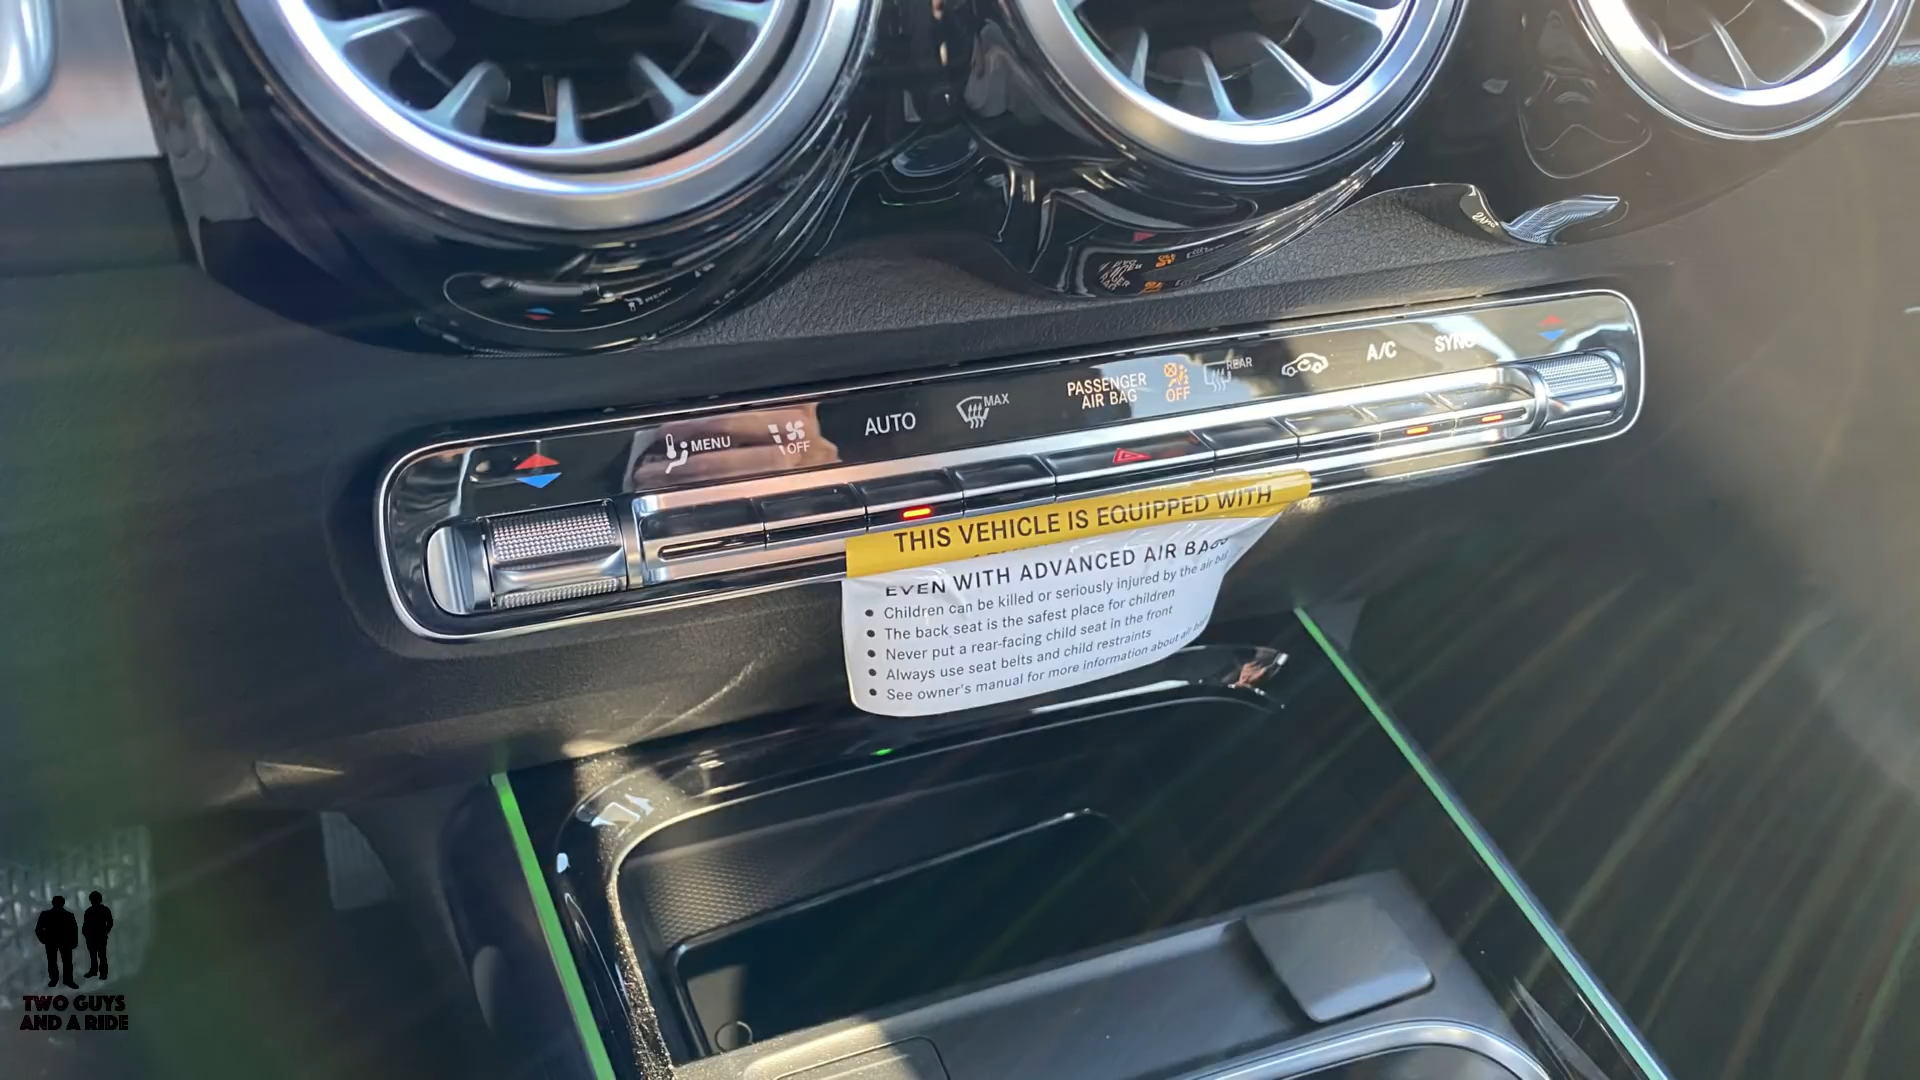 MENU
OFF
AUTO
MAX
PASSENGER
AIR BAG
OFF
REAR
A/C
SYNC
THIS VEHICLE IS EQUIPPED WITH
EVEN WITH ADVANCED AIR BAGS
Children can be killed or seriously injured by the air bag
The back seat is the safest place for children
Never put a rear-facing child seat in the front
Always use seat belts and child restraints
See owner's manual for more information about air
TWO GUYS
AND A RIDE